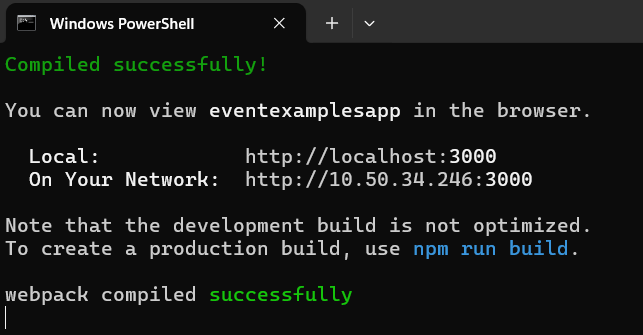 Windows PowerShell
Compiled successfully!
You can now view eventexamplesapp in the browser.
Local: http://localhost:3000
On Your Network: http://10.50.34.246:3000
Note that the development build is not optimized.
To create a production build, use npm run build.
webpack compiled successfully